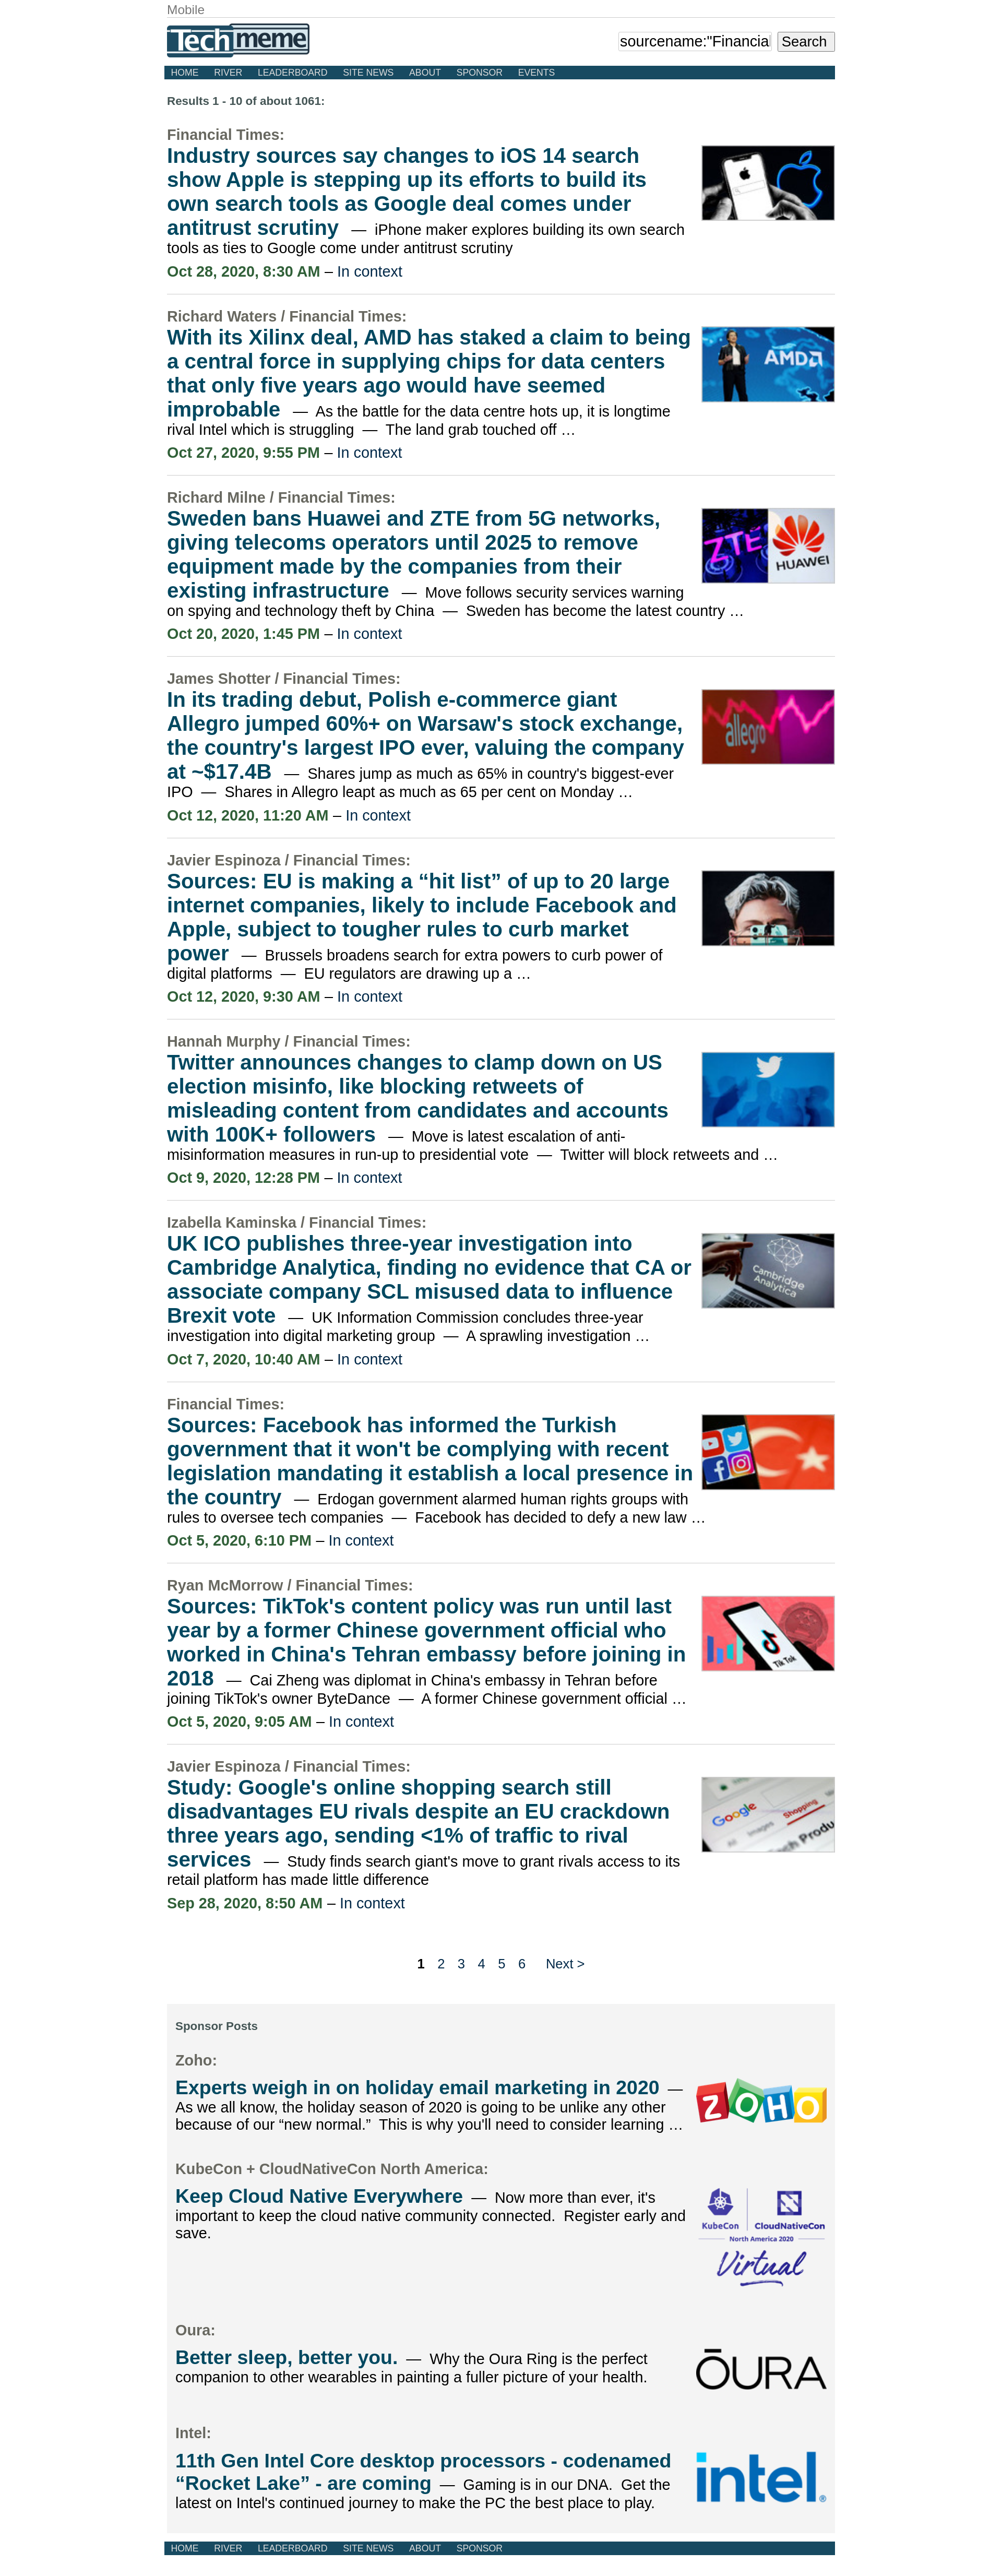 Mobile
Techmeme
sourcename:"Financial
Search
HOME RIVER LEADERBOARD SITE NEWS ABOUT SPONSOR EVENTS
Results 1 - 10 of about 1061:
Financial Times:
Industry sources say changes to iOS 14 search
show Apple is stepping up its efforts to build its
own search tools as Google deal comes under
antitrust scrutiny — iPhone maker explores building its own search
tools as ties to Google come under antitrust scrutiny
Oct 28, 2020, 8:30 AM – In context
Richard Waters / Financial Times:
With its Xilinx deal, AMD has staked a claim to being
a central force in supplying chips for data centers
that only five years ago would have seemed
improbable — As the battle for the data centre hots up, it is longtime
rival Intel which is struggling — The land grab touched off …
AMD
Oct 27, 2020, 9:55 PM – In context
Richard Milne / Financial Times:
Sweden bans Huawei and ZTE from 5G networks,
giving telecoms operators until 2025 to remove
equipment made by the companies from their
existing infrastructure — Move follows security services warning
on spying and technology theft by China — Sweden has become the latest country …
ZTE
HUAWEI
Oct 20, 2020, 1:45 PM – In context
James Shotter / Financial Times:
In its trading debut, Polish e-commerce giant
Allegro jumped 60%+ on Warsaw's stock exchange,
the country's largest IPO ever, valuing the company
at ~$17.4B — Shares jump as much as 65% in country's biggest-ever
IPO — Shares in Allegro leapt as much as 65 per cent on Monday …
allegro
Oct 12, 2020, 11:20 AM – In context
Javier Espinoza / Financial Times:
Sources: EU is making a “hit list” of up to 20 large
internet companies, likely to include Facebook and
Apple, subject to tougher rules to curb market
power — Brussels broadens search for extra powers to curb power of
digital platforms — EU regulators are drawing up a …
Oct 12, 2020, 9:30 AM – In context
Hannah Murphy / Financial Times:
Twitter announces changes to clamp down on US
election misinfo, like blocking retweets of
misleading content from candidates and accounts
with 100K+ followers — Move is latest escalation of anti-
misinformation measures in run-up to presidential vote — Twitter will block retweets and …
Oct 9, 2020, 12:28 PM – In context
Izabella Kaminska / Financial Times:
UK ICO publishes three-year investigation into
Cambridge Analytica, finding no evidence that CA or
associate company SCL misused data to influence
Brexit vote — UK Information Commission concludes three-year
investigation into digital marketing group — A sprawling investigation …
Cambridge
Analytica
Oct 7, 2020, 10:40 AM – In context
Financial Times:
Sources: Facebook has informed the Turkish
government that it won't be complying with recent
legislation mandating it establish a local presence in
the country — Erdogan government alarmed human rights groups with
rules to oversee tech companies — Facebook has decided to defy a new law …
Oct 5, 2020, 6:10 PM – In context
Ryan McMorrow / Financial Times:
Sources: TikTok's content policy was run until last
year by a former Chinese government official who
worked in China's Tehran embassy before joining in
2018 — Cai Zheng was diplomat in China's embassy in Tehran before
joining TikTok's owner ByteDance — A former Chinese government official …
Tik Tok
Oct 5, 2020, 9:05 AM – In context
Javier Espinoza / Financial Times:
Study: Google's online shopping search still
disadvantages EU rivals despite an EU crackdown
three years ago, sending <1% of traffic to rival
services — Study finds search giant's move to grant rivals access to its
retail platform has made little difference
Google
Shopping
All Images
Tech Produ
Sep 28, 2020, 8:50 AM – In context
1 2 3 4 5 6 Next >
Sponsor Posts
Zoho:
Experts weigh in on holiday email marketing in 2020 —
As we all know, the holiday season of 2020 is going to be unlike any other
because of our “new normal.” This is why you'll need to consider learning …
ZOHO
KubeCon + CloudNativeCon North America:
Keep Cloud Native Everywhere — Now more than ever, it's
important to keep the cloud native community connected. Register early and
save.
KubeCon CloudNativeCon
North America 2020
Virtual
Oura:
Better sleep, better you. — Why the Oura Ring is the perfect
companion to other wearables in painting a fuller picture of your health.
ŌURA
Intel:
11th Gen Intel Core desktop processors - codenamed
“Rocket Lake” - are coming — Gaming is in our DNA. Get the
latest on Intel's continued journey to make the PC the best place to play.
intel®
HOME RIVER LEADERBOARD SITE NEWS ABOUT SPONSOR